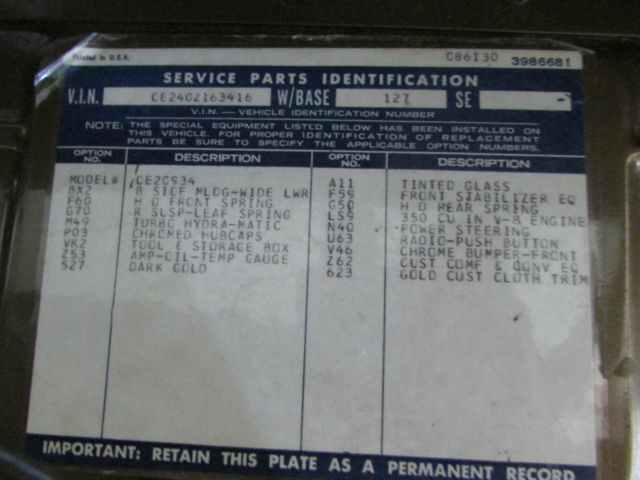 Printed in U.S.A. C86130 3986681
SERVICE PARTS IDENTIFICATION
V.I.N. CE240Z163416 W/BASE 127 SE
V.I.N. — VEHICLE IDENTIFICATION NUMBER
NOTE: THE SPECIAL EQUIPMENT LISTED BELOW HAS BEEN INSTALLED ON
THIS VEHICLE. FOR PROPER IDENTIFICATION OF REPLACEMENT
PARTS BE SURE TO SPECIFY THE APPLICABLE OPTION NUMBERS.
OPTION NO. DESCRIPTION OPTION NO. DESCRIPTION
MODEL# CE20934 A11 TINTED GLASS
BX2 B SIDE MLDG-WIDE LWR F59 FRONT STABILIZER EQ
F60 H D FRONT SPRING G50 H D REAR SPRING
G70 R SUSP-LEAF SPRING LS9 350 CU IN V-8 ENGINE
M49 TURBO HYDRA-MATIC N40 POWER STEERING
P03 CHROMED HUBCAPS U63 RADIO-PUSH BUTTON
VK2 TOOL & STORAGE BOX V46 CHROME BUMPER-FRONT
Z53 AMP-OIL-TEMP GAUGE Z62 CUST COMF & CONV EQ
527 DARK GOLD 623 GOLD CUST CLOTH TRIM
IMPORTANT: RETAIN THIS PLATE AS A PERMANENT RECORD